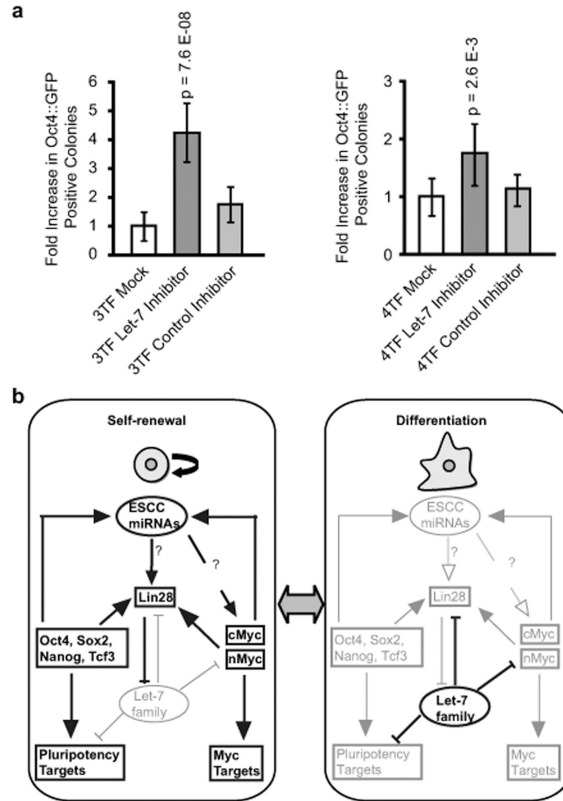 a
Fold Increase in Oct4::GFP
Positive Colonies
6
5
4
3
2
1
0
p = 7.6 E-08
3TF Mock
3TF Let-7 Inhibitor
3TF Control Inhibitor
Fold Increase in Oct4::GFP
Positive Colonies
3
2
1
0
p = 2.6 E-3
4TF Mock
4TF Let-7 Inhibitor
4TF Control Inhibitor
b
Self-renewal
ESCC
miRNAs
?
?
Lin28
Oct4, Sox2,
Nanog, Tcf3
cMyc
nMyc
Let-7
family
Pluripotency
Targets
Myc
Targets
Differentiation
ESCC
miRNAs
?
?
Lin28
Oct4, Sox2,
Nanog, Tcf3
cMyc
nMyc
Let-7
family
Pluripotency
Targets
Myc
Targets